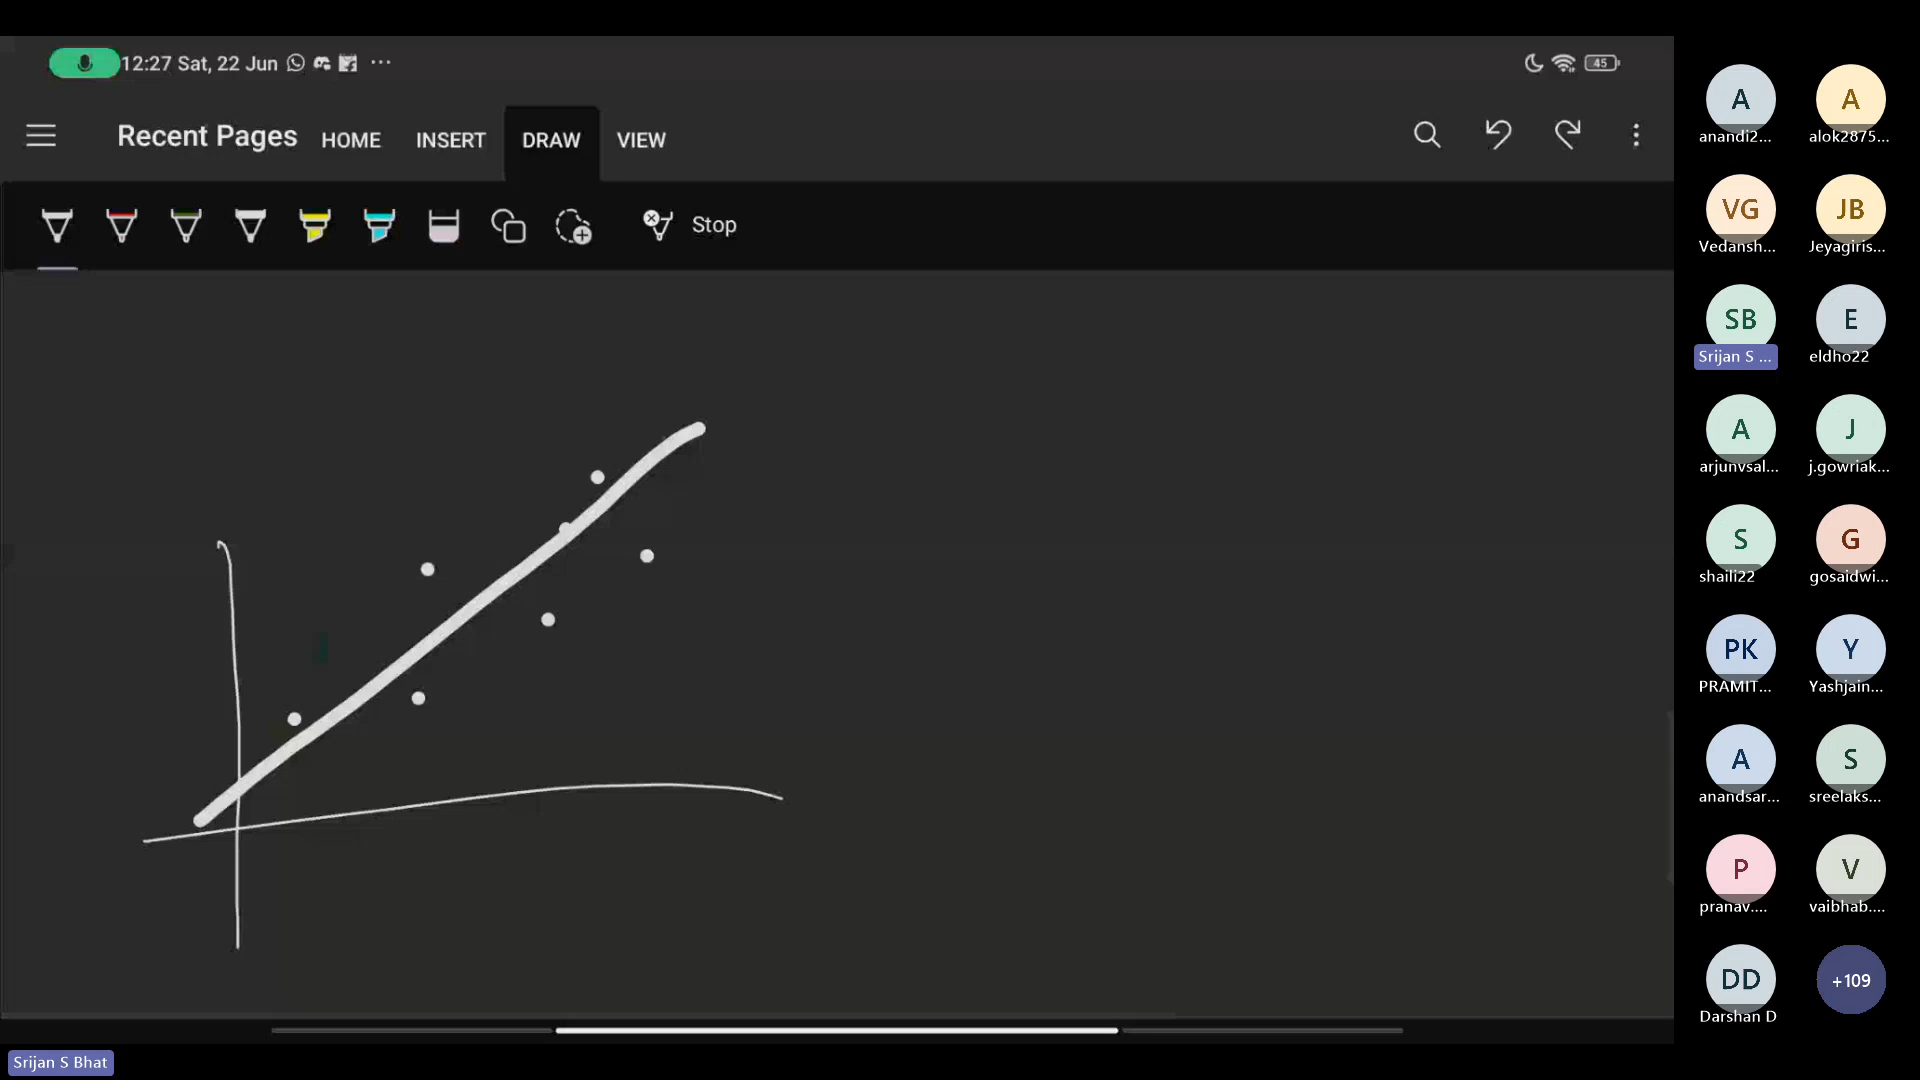 12:27 Sat, 22 Jun
45
Recent Pages HOME INSERT DRAW VIEW
Stop
A
anandi2...
A
alok2875...
VG
Vedansh...
JB
Jeyagiris...
SB
Srijan S ...
E
eldho22
A
arjunvsal...
J
j.gowriak...
S
shaili22
G
gosaidwi...
PK
PRAMIT...
Y
Yashjain...
A
anandsar...
S
sreelaks...
P
pranav....
V
vaibhab....
DD
Darshan D
+109
Srijan S Bhat